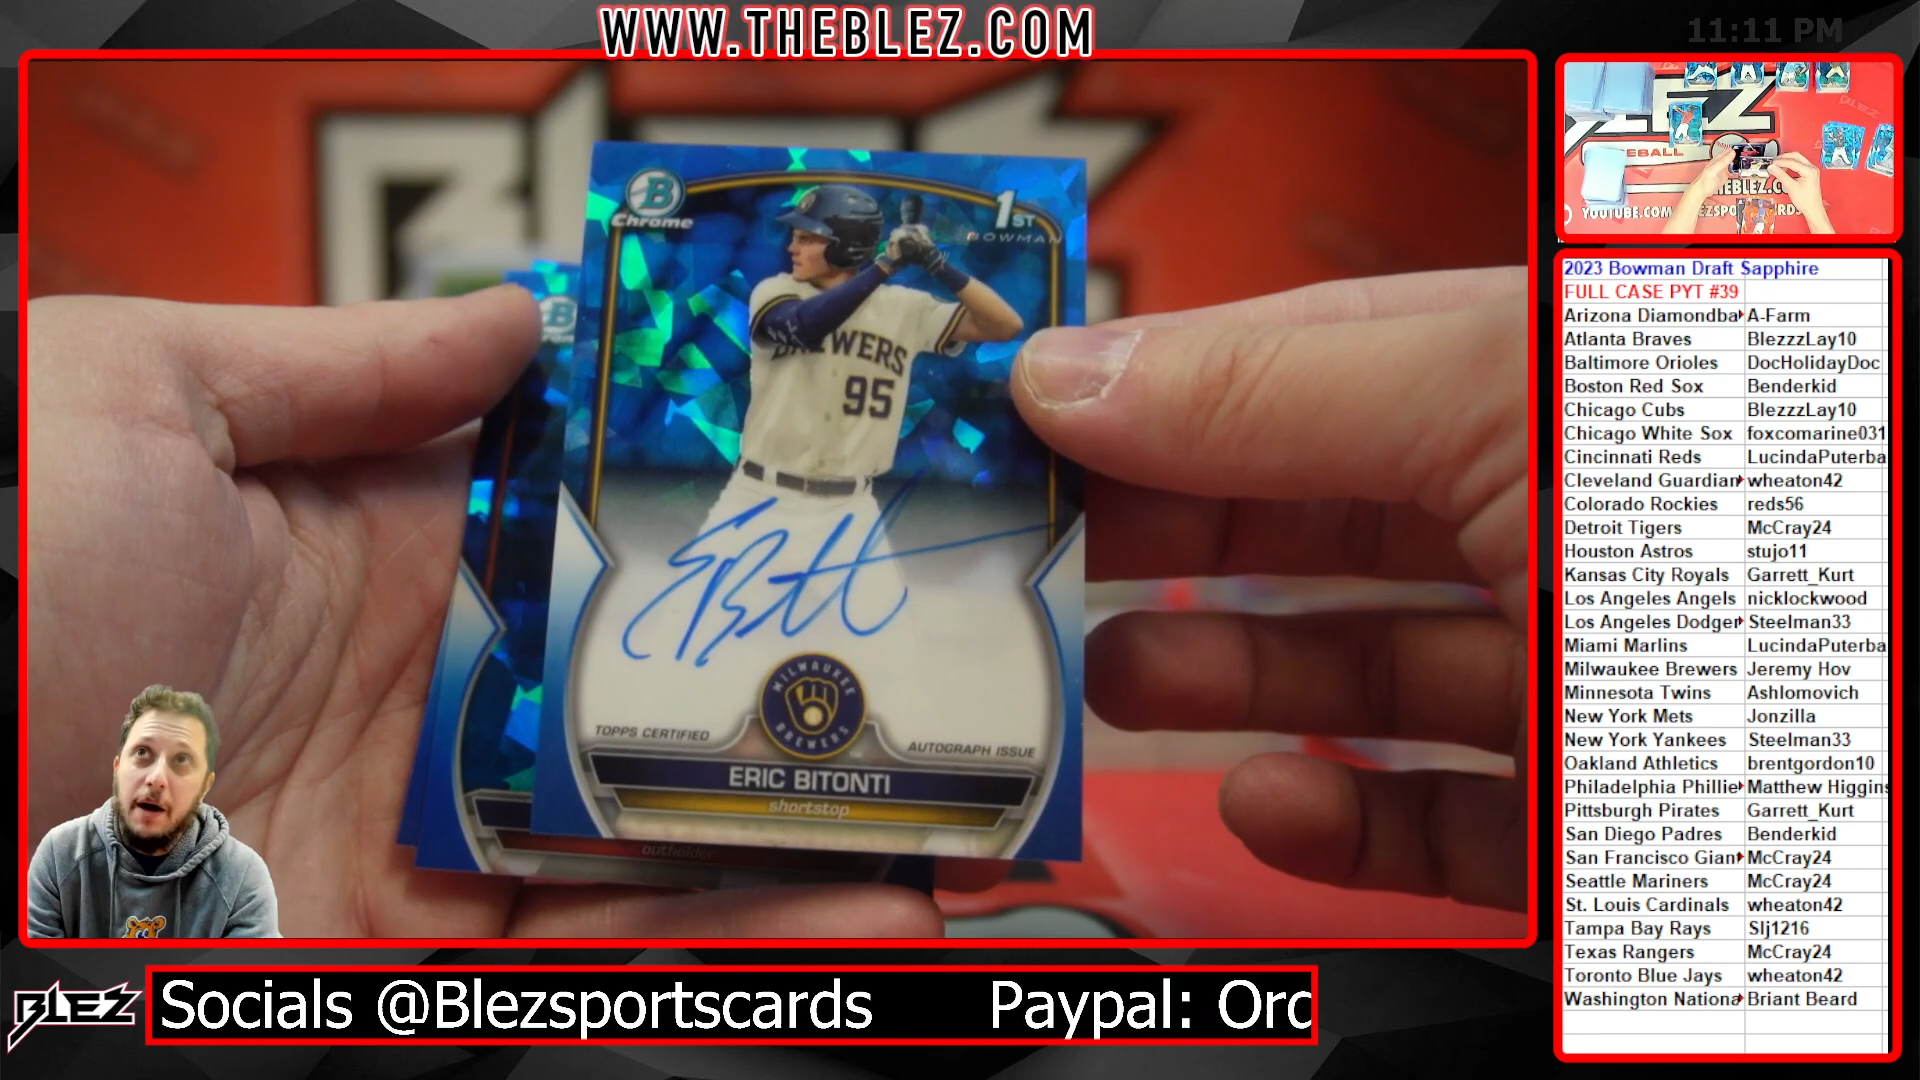 WWW.THEBLEZ.COM
11:11 PM
B
Chrome
1ST
BOWMAN
BREWERS
95
MILWAUKEE
BREWERS
TOPPS CERTIFIED
AUTOGRAPH ISSUE
ERIC BITONTI
shortstop
outfielder
BLEZ
Socials @Blezsportscards Paypal: Orc
YOUTUBE.COM
2023 Bowman Draft Sapphire
FULL CASE PYT #39
Arizona Diamondba A-Farm
Atlanta Braves BlezzzLay10
Baltimore Orioles DocHolidayDoc
Boston Red Sox Benderkid
Chicago Cubs BlezzzLay10
Chicago White Sox foxcomarine031
Cincinnati Reds LucindaPuterba
Cleveland Guardian wheaton42
Colorado Rockies reds56
Detroit Tigers McCray24
Houston Astros stujo11
Kansas City Royals Garrett_Kurt
Los Angeles Angels nicklockwood
Los Angeles Dodger Steelman33
Miami Marlins LucindaPuterba
Milwaukee Brewers Jeremy Hov
Minnesota Twins Ashlomovich
New York Mets Jonzilla
New York Yankees Steelman33
Oakland Athletics brentgordon10
Philadelphia Phillie Matthew Higgins
Pittsburgh Pirates Garrett_Kurt
San Diego Padres Benderkid
San Francisco Gian McCray24
Seattle Mariners McCray24
St. Louis Cardinals wheaton42
Tampa Bay Rays Slj1216
Texas Rangers McCray24
Toronto Blue Jays wheaton42
Washington Nationa Briant Beard